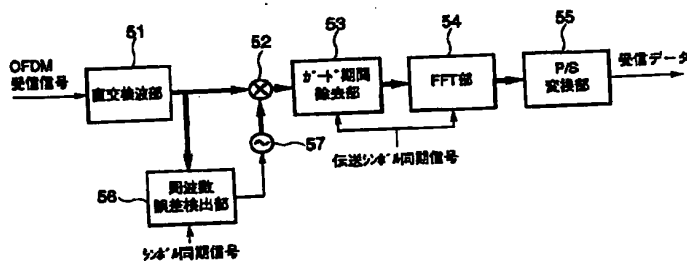 51
52
53
54
55
OFDM
受信信号
直交検波部
ｶﾞｰﾄﾞ期間
除去部
FFT部
P/S
変換部
受信データ
57
伝送ｼﾝﾎﾞﾙ同期信号
56
周波数
誤差検出部
ｼﾝﾎﾞﾙ同期信号